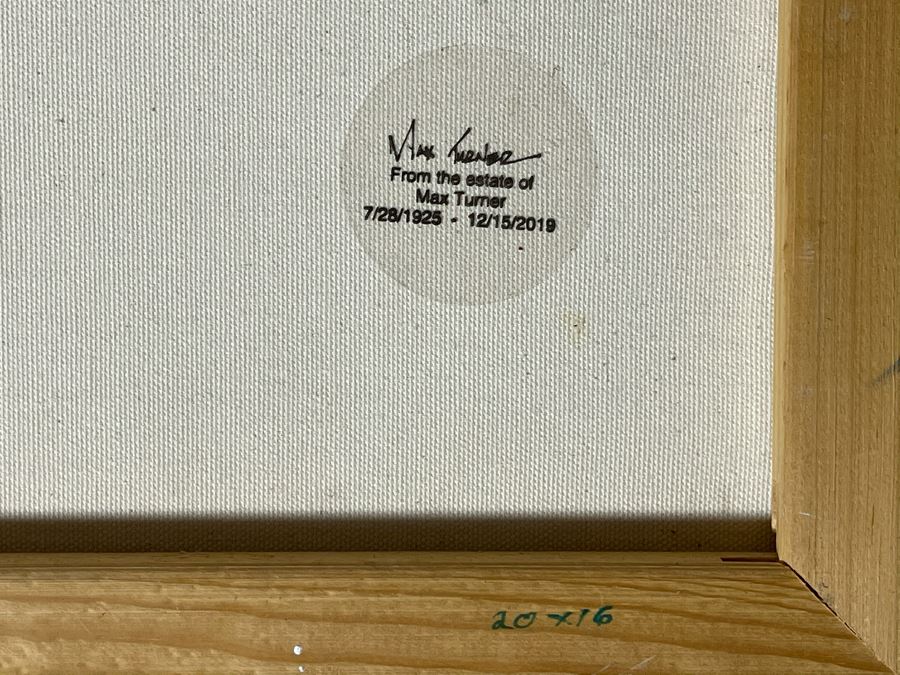 Max Turner
From the estate of
Max Turner
7/28/1925 - 12/15/2019
20 x 16